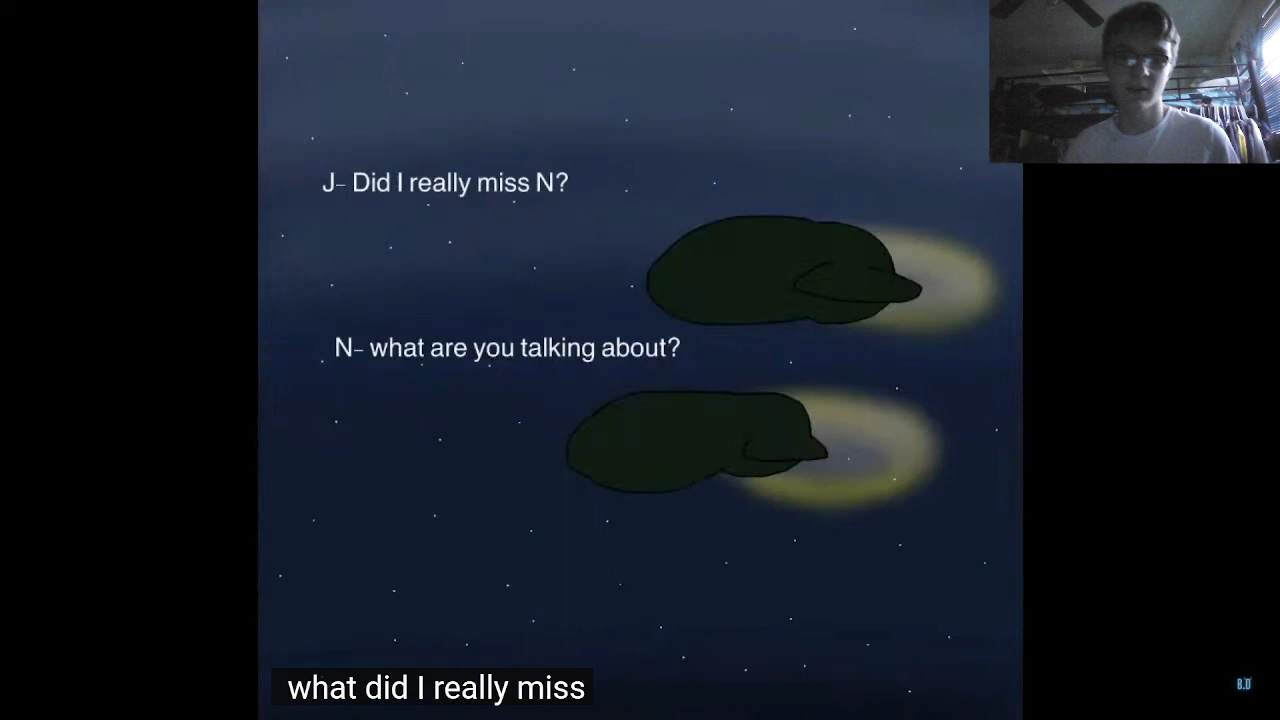 J- Did I really miss N?
N- what are you talking about?
what did I really miss
B.D